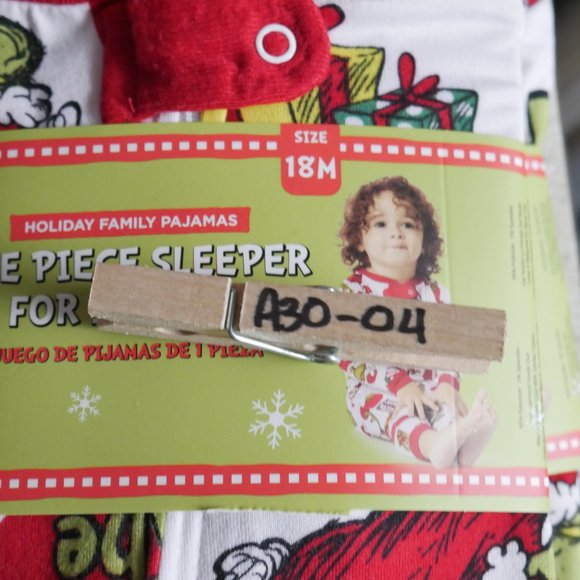 SIZE
18M
HOLIDAY FAMILY PAJAMAS
E PIECE SLEEPER
FOR
JUEGO DE PIJAMAS DE 1 PIEZA
A30-04